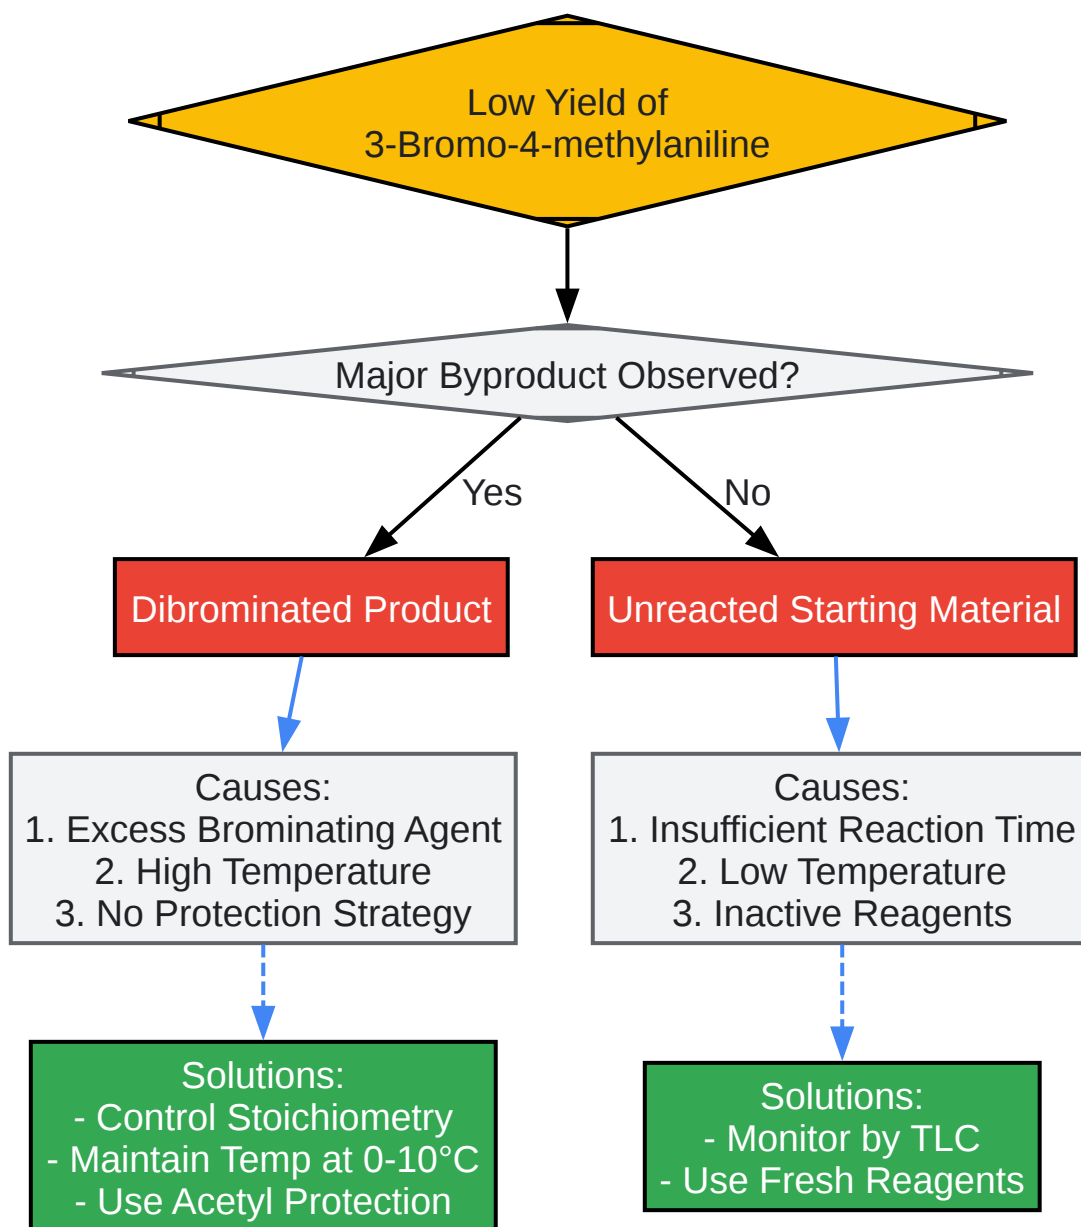 Low Yield of
3-Bromo-4-methylaniline
Major Byproduct Observed?
Yes
No
Dibrominated Product
Unreacted Starting Material
Causes:
1. Excess Brominating Agent
2. High Temperature
3. No Protection Strategy
Causes:
1. Insufficient Reaction Time
2. Low Temperature
3. Inactive Reagents
Solutions:
- Control Stoichiometry
- Maintain Temp at 0-10°C
- Use Acetyl Protection
Solutions:
- Monitor by TLC
- Use Fresh Reagents